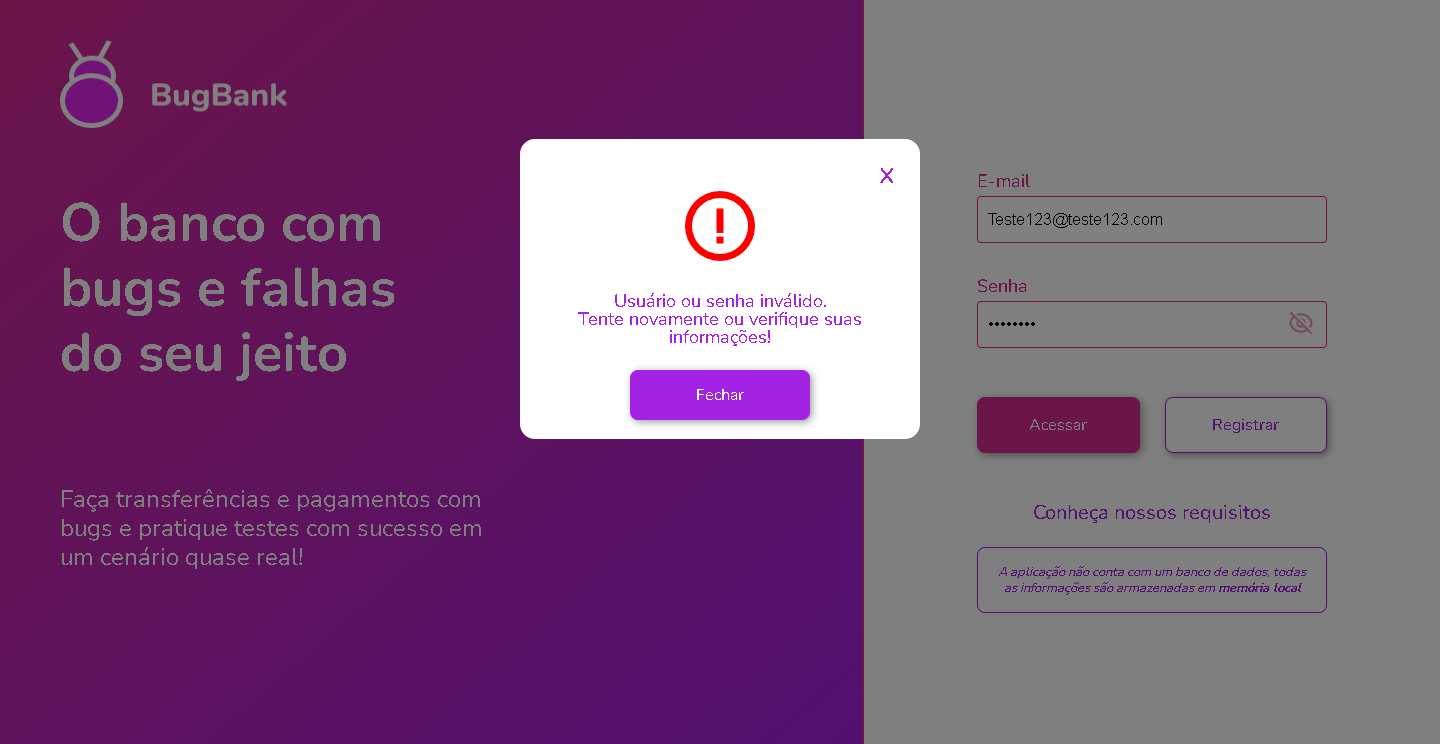 BugBank
O banco com
bugs e falhas
do seu jeito
Faça transferências e pagamentos com
bugs e pratique testes com sucesso em
um cenário quase real!
X
Usuário ou senha inválido.
Tente novamente ou verifique suas
informações!
Fechar
E-mail
Teste123@teste123.com
Senha
••••••••
Acessar
Registrar
Conheça nossos requisitos
A aplicação não conta com um banco de dados, todas
as informações são armazenadas em memória local